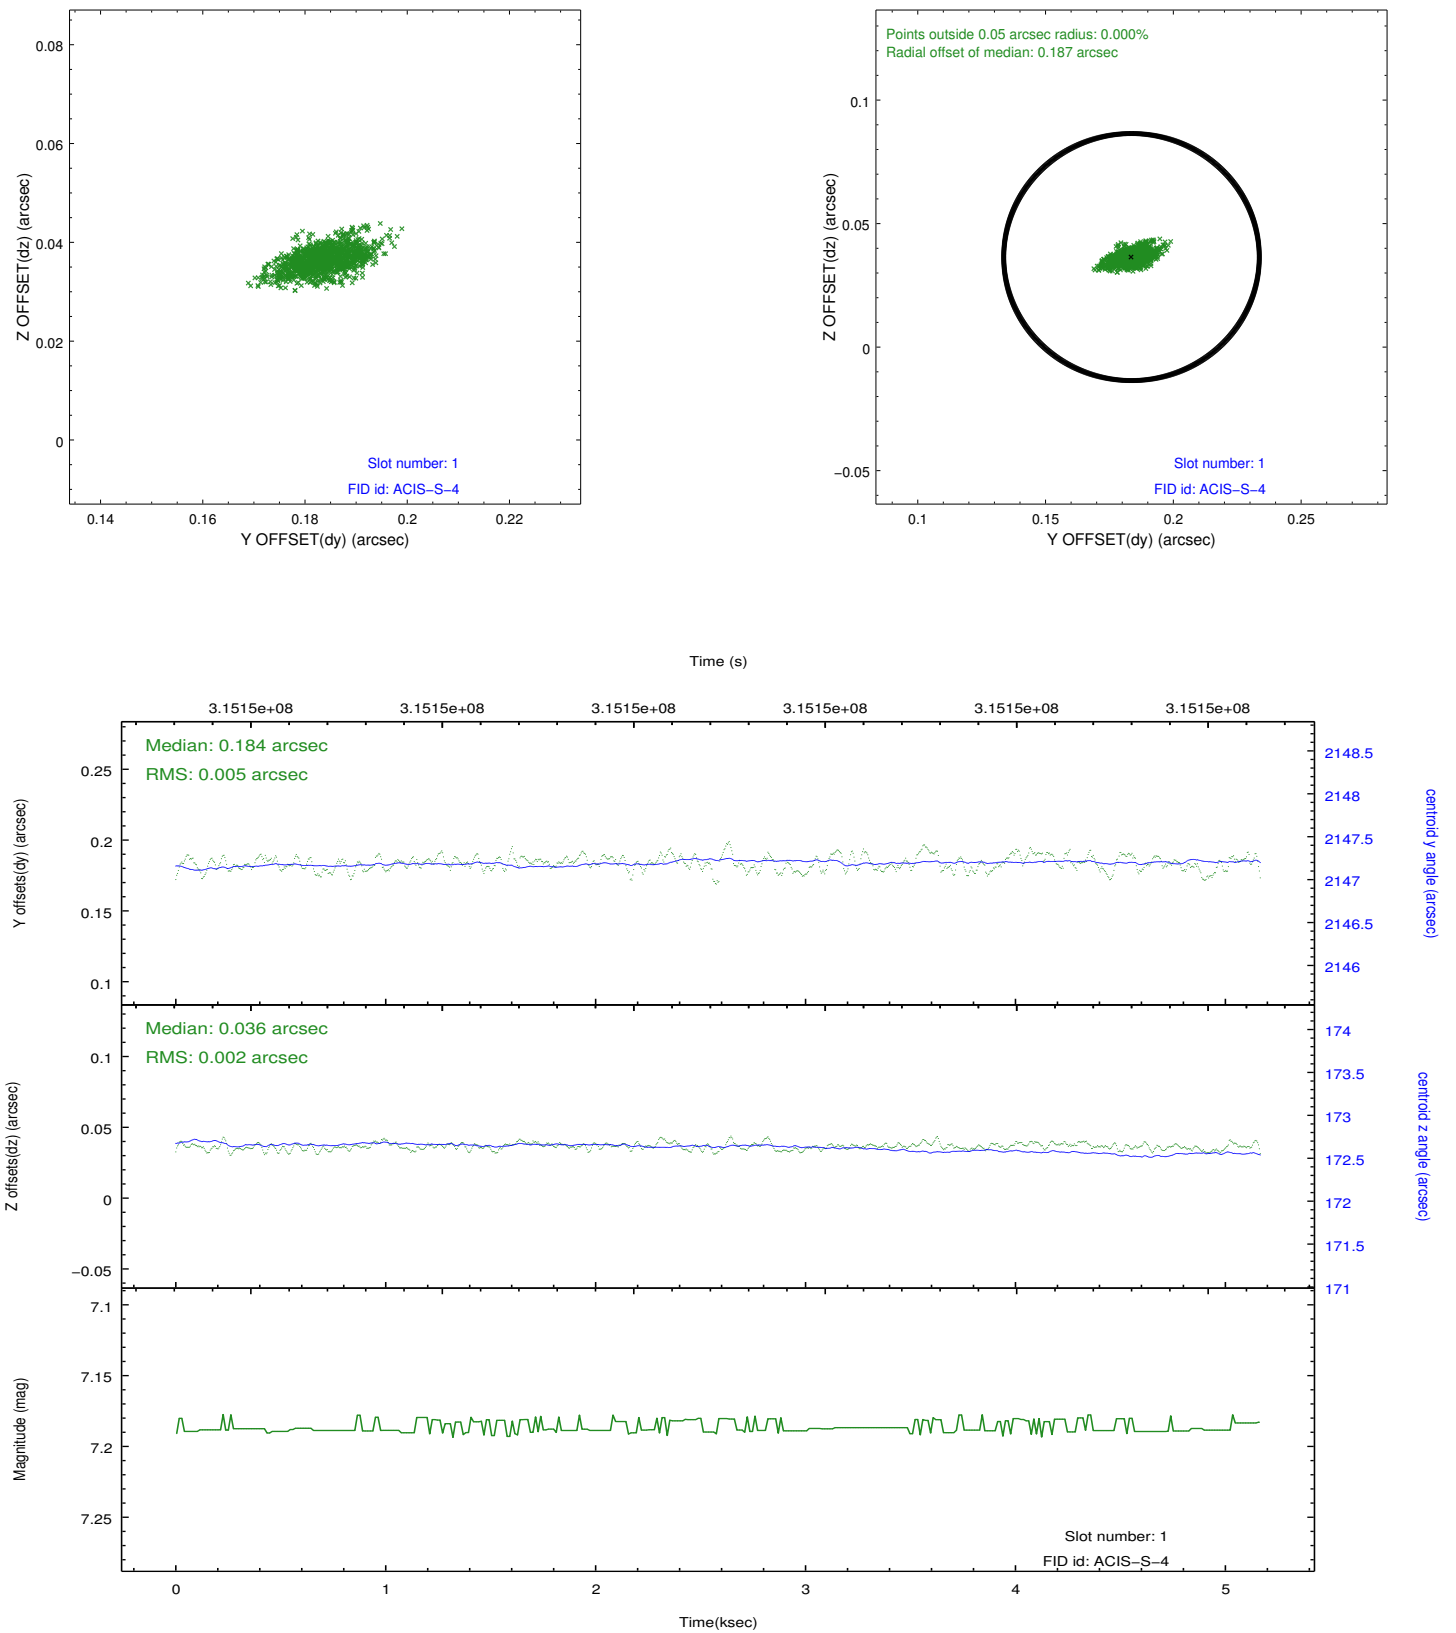 0.08
0.06
0.04
0.02
0
Z OFFSET(dz) (arcsec)
Slot number: 1
FID id: ACIS−S−4
0.14 0.16 0.18 0.2 0.22
Y OFFSET(dy) (arcsec)
Points outside 0.05 arcsec radius: 0.000%
Radial offset of median: 0.187 arcsec
0.1
0.05
0
−0.05
Z OFFSET(dz) (arcsec)
Slot number: 1
FID id: ACIS−S−4
0.1 0.15 0.2 0.25
Y OFFSET(dy) (arcsec)
Time (s)
3.1515e+08 3.1515e+08 3.1515e+08 3.1515e+08 3.1515e+08 3.1515e+08
Median: 0.184 arcsec
RMS: 0.005 arcsec
0.25
0.2
0.15
0.1
Y offsets(dy) (arcsec)
2148.5
2148
2147.5
2147
2146.5
2146
centroid y angle (arcsec)
Median: 0.036 arcsec
RMS: 0.002 arcsec
0.1
0.05
0
−0.05
Z offsets(dz) (arcsec)
174
173.5
173
172.5
172
171.5
171
centroid z angle (arcsec)
7.1
7.15
7.2
7.25
Magnitude (mag)
Slot number: 1
FID id: ACIS−S−4
0 1 2 3 4 5
Time(ksec)